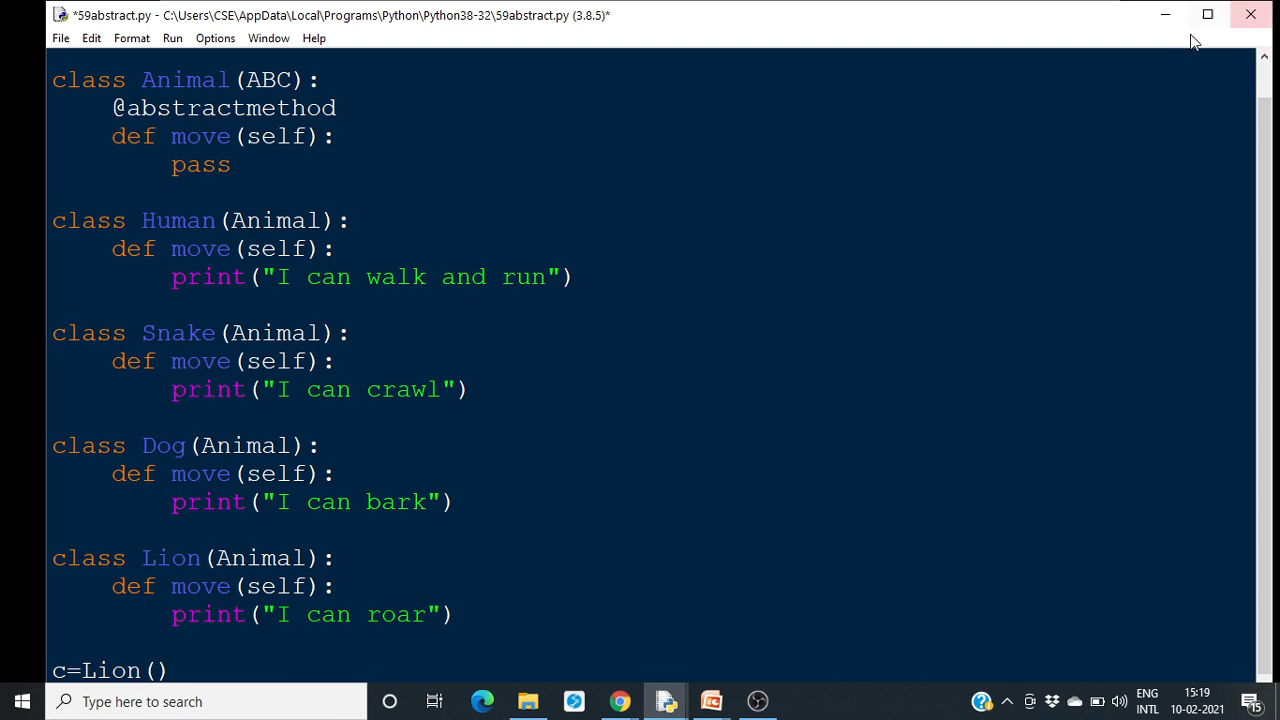 *59abstract.py - C:\Users\CSE\AppData\Local\Programs\Python\Python38-32\59abstract.py (3.8.5)*
File Edit Format Run Options Window Help
class Animal(ABC):
    @abstractmethod
    def move(self):
        pass
class Human(Animal):
    def move(self):
        print("I can walk and run")
class Snake(Animal):
    def move(self):
        print("I can crawl")
class Dog(Animal):
    def move(self):
        print("I can bark")
class Lion(Animal):
    def move(self):
        print("I can roar")
c=Lion()
Type here to search
ENG
INTL
15:19
10-02-2021
15